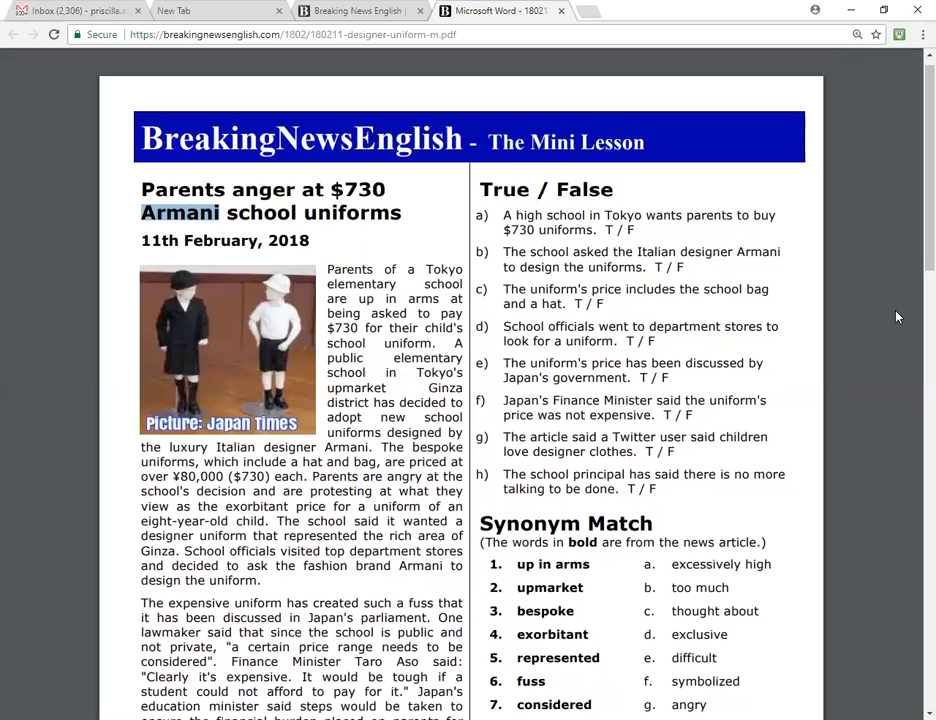 Inbox (2,306) - priscilla.a
New Tab
Breaking News English |
Microsoft Word - 18021
Secure
https://breakingnewsenglish.com/1802/180211-designer-uniform-m.pdf
BreakingNewsEnglish - The Mini Lesson
Parents anger at $730
Armani school uniforms
11th February, 2018
Parents of a Tokyo
elementary school
are up in arms at
being asked to pay
$730 for their child's
school uniform. A
public elementary
school in Tokyo's
upmarket Ginza
district has decided to
adopt new school
uniforms designed by
Picture: Japan Times
the luxury Italian designer Armani. The bespoke
uniforms, which include a hat and bag, are priced at
over ¥80,000 ($730) each. Parents are angry at the
school's decision and are protesting at what they
view as the exorbitant price for a uniform of an
eight-year-old child. The school said it wanted a
designer uniform that represented the rich area of
Ginza. School officials visited top department stores
and decided to ask the fashion brand Armani to
design the uniform.
The expensive uniform has created such a fuss that
it has been discussed in Japan's parliament. One
lawmaker said that since the school is public and
not private, "a certain price range needs to be
considered". Finance Minister Taro Aso said:
"Clearly it's expensive. It would be tough if a
student could not afford to pay for it." Japan's
education minister said steps would be taken to
ensure the financial burden placed on parents for
True / False
a) A high school in Tokyo wants parents to buy
$730 uniforms. T / F
b) The school asked the Italian designer Armani
to design the uniforms. T / F
c) The uniform's price includes the school bag
and a hat. T / F
d) School officials went to department stores to
look for a uniform. T / F
e) The uniform's price has been discussed by
Japan's government. T / F
f) Japan's Finance Minister said the uniform's
price was not expensive. T / F
g) The article said a Twitter user said children
love designer clothes. T / F
h) The school principal has said there is no more
talking to be done. T / F
Synonym Match
(The words in bold are from the news article.)
1. up in arms a. excessively high
2. upmarket b. too much
3. bespoke c. thought about
4. exorbitant d. exclusive
5. represented e. difficult
6. fuss f. symbolized
7. considered g. angry